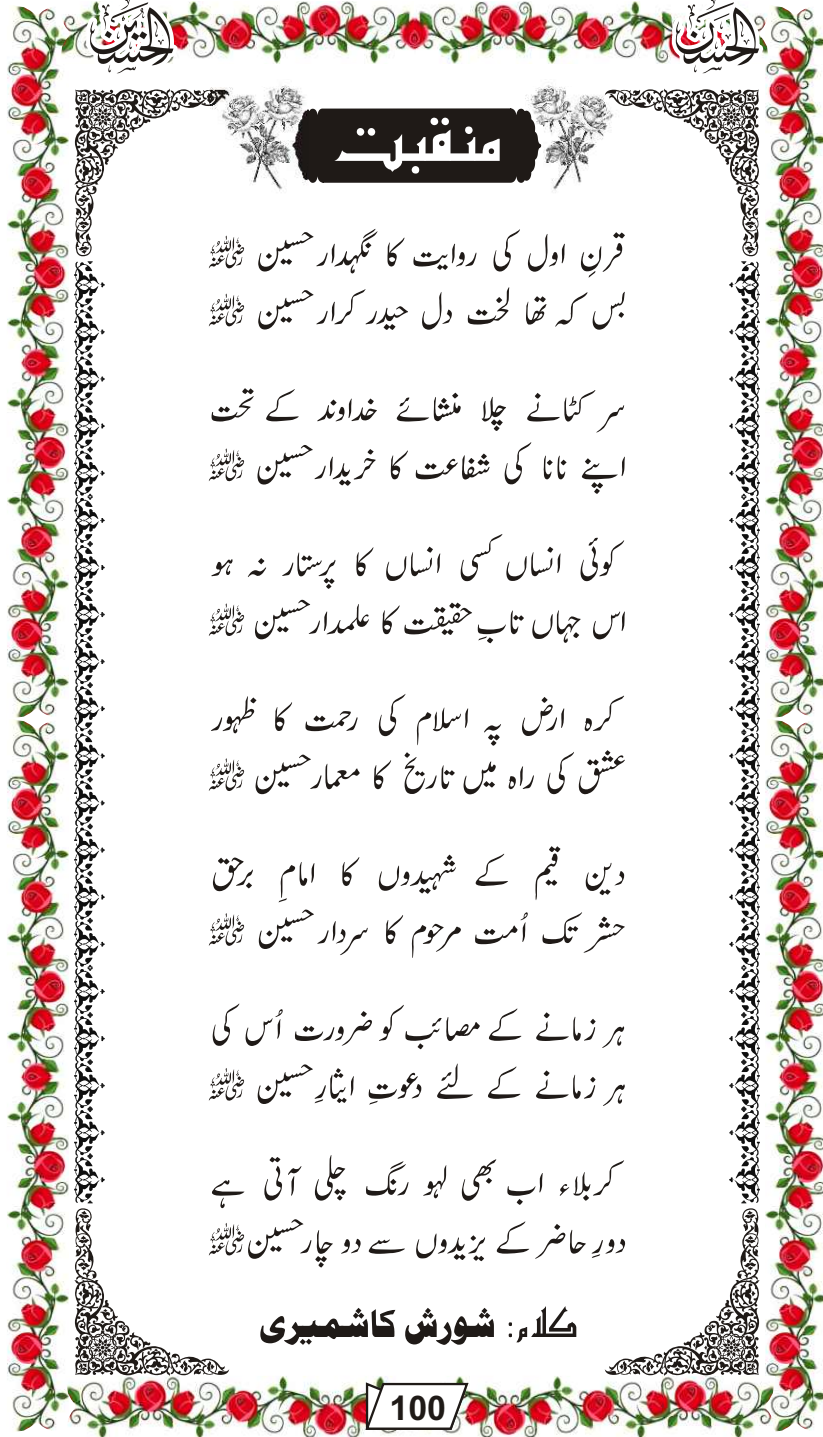 الحسین
الحسین
منقبت
قرنِ اول کی روایت کا نگہدار حسین رضی اللہ عنہ
بس کہ تھا لخت دل حیدر کرار حسین رضی اللہ عنہ
سر کٹانے چلا منشائے خداوند کے تحت
اپنے نانا کی شفاعت کا خریدار حسین رضی اللہ عنہ
کوئی انساں کسی انساں کا پرستار نہ ہو
اس جہاں تابِ حقیقت کا علمدار حسین رضی اللہ عنہ
کرہ ارض پہ اسلام کی رحمت کا ظہور
عشق کی راہ میں تاریخ کا معمار حسین رضی اللہ عنہ
دین قیم کے شہیدوں کا امامِ برحق
حشر تک اُمت مرحوم کا سردار حسین رضی اللہ عنہ
ہر زمانے کے مصائب کو ضرورت اُس کی
ہر زمانے کے لئے دعوتِ ایثارِ حسین رضی اللہ عنہ
کربلاء اب بھی لہو رنگ چلی آتی ہے
دورِ حاضر کے یزیدوں سے دو چار حسین رضی اللہ عنہ
کلام: شورش کاشمیری
100